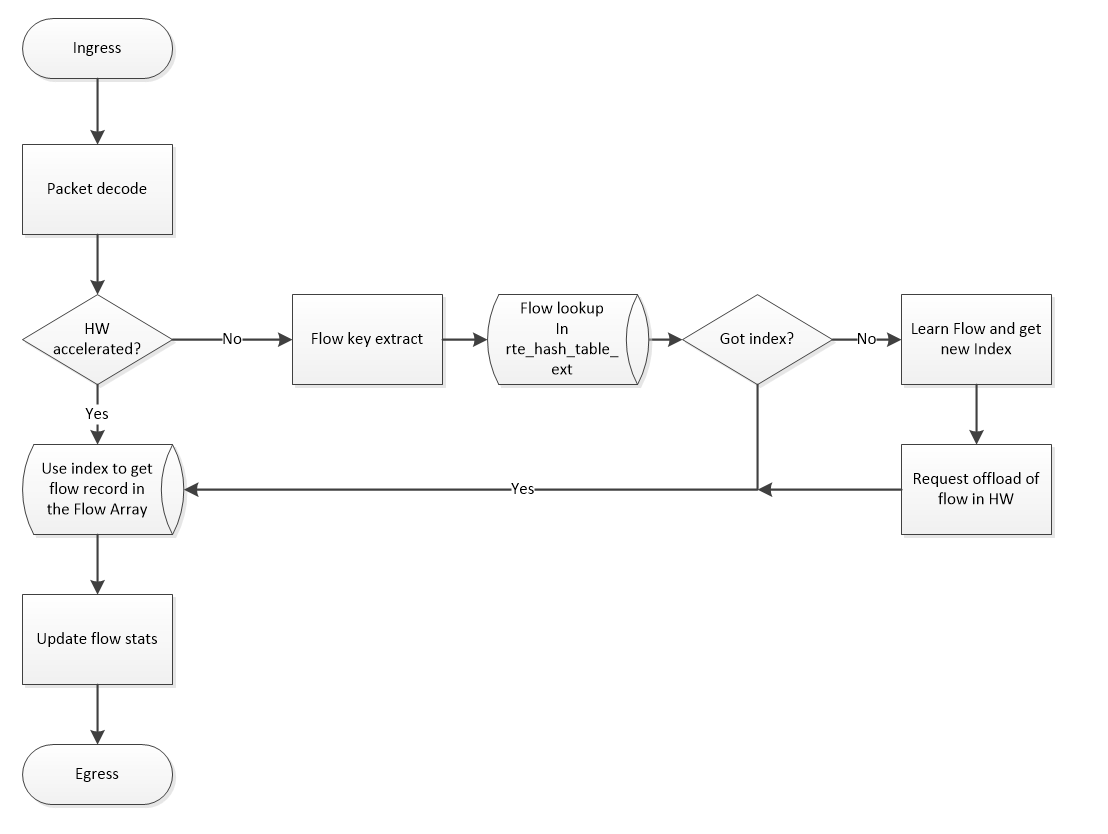 Ingress
Packet decode
HW
accelerated?
No
Flow key extract
Flow lookup
In
rte_hash_table_
ext
Got index?
No
Learn Flow and get
new Index
Yes
Use index to get
flow record in
the Flow Array
Yes
Request offload of
flow in HW
Update flow stats
Egress